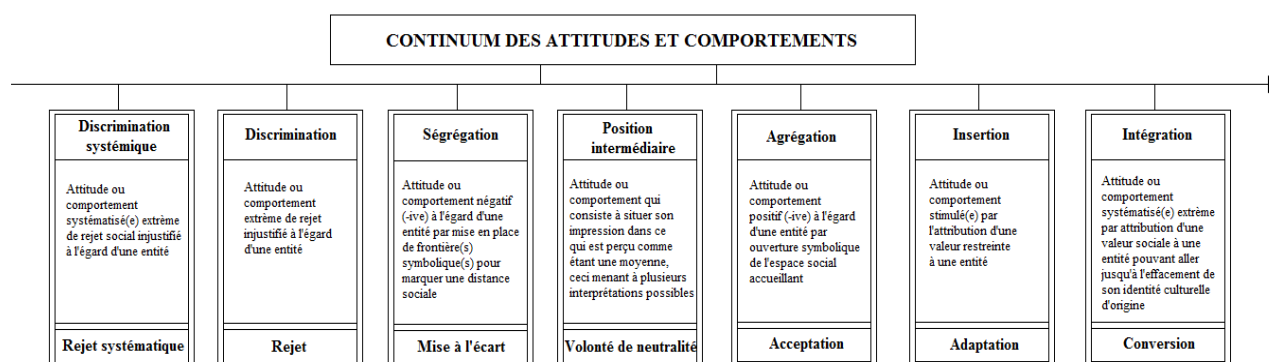 CONTINUUM DES ATTITUDES ET COMPORTEMENTS
Discrimination
systémique
Attitude ou
comportement
systématisé(e) extrême
de rejet social injustifié
à l'égard d'une entité
Rejet systématique
Discrimination
Attitude ou
comportement
extrême de rejet
injustifié à l'égard
d'une entité
Rejet
Ségrégation
Attitude ou
comportement négatif
(-ive) à l'égard d'une
entité par mise en place
de frontière(s)
symbolique(s) pour
marquer une distance
sociale
Mise à l'écart
Position
intermédiaire
Attitude ou
comportement qui
consiste à situer son
impression dans ce
qui est perçu comme
étant une moyenne,
ceci menant à plusieurs
interprétations possibles
Volonté de neutralité
Agrégation
Attitude ou
comportement
positif (-ive) à l'égard
d'une entité par
ouverture symbolique
de l'espace social
accueillant
Acceptation
Insertion
Attitude ou
comportement
stimulé(e) par
l'attribution d'une
valeur restreinte
à une entité
Adaptation
Intégration
Attitude ou
comportement
systématisé(e) extrême
par attribution d'une
valeur sociale à une
entité pouvant aller
jusqu'à l'effacement de
son identité culturelle
d'origine
Conversion